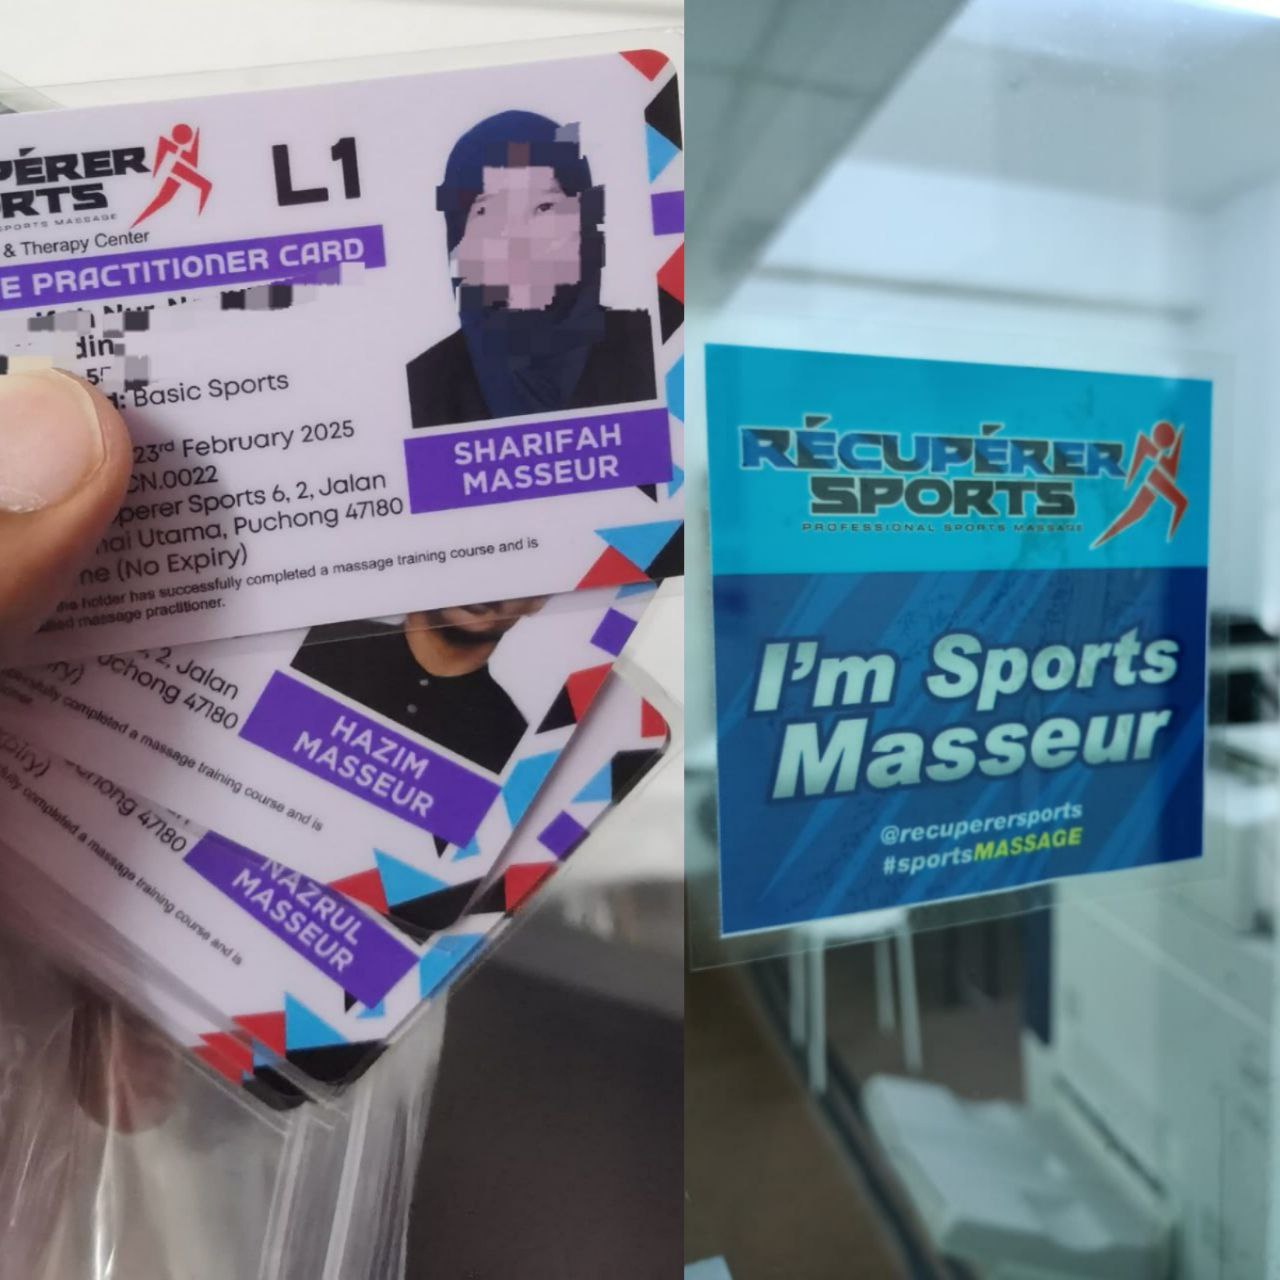 PÉRER
RTS
SPORTS MASSAGE
& Therapy Center
L1
E PRACTITIONER CARD
Nur
din
: Basic Sports
23rd February 2025
CN.0022
perer Sports 6, 2, Jalan
Utama, Puchong 47180
ne (No Expiry)
holder has successfully completed a massage training course and is
massage practitioner.
SHARIFAH
MASSEUR
2, Jalan
uchong 47180
completed a massage training course and is
HAZIM
MASSEUR
47180
completed a massage training course and is
NAZRUL
MASSEUR
RÉCUPÉRER
SPORTS
PROFESSIONAL SPORTS MASSAGE
I'm Sports
Masseur
@recuperersports
#sportsMASSAGE